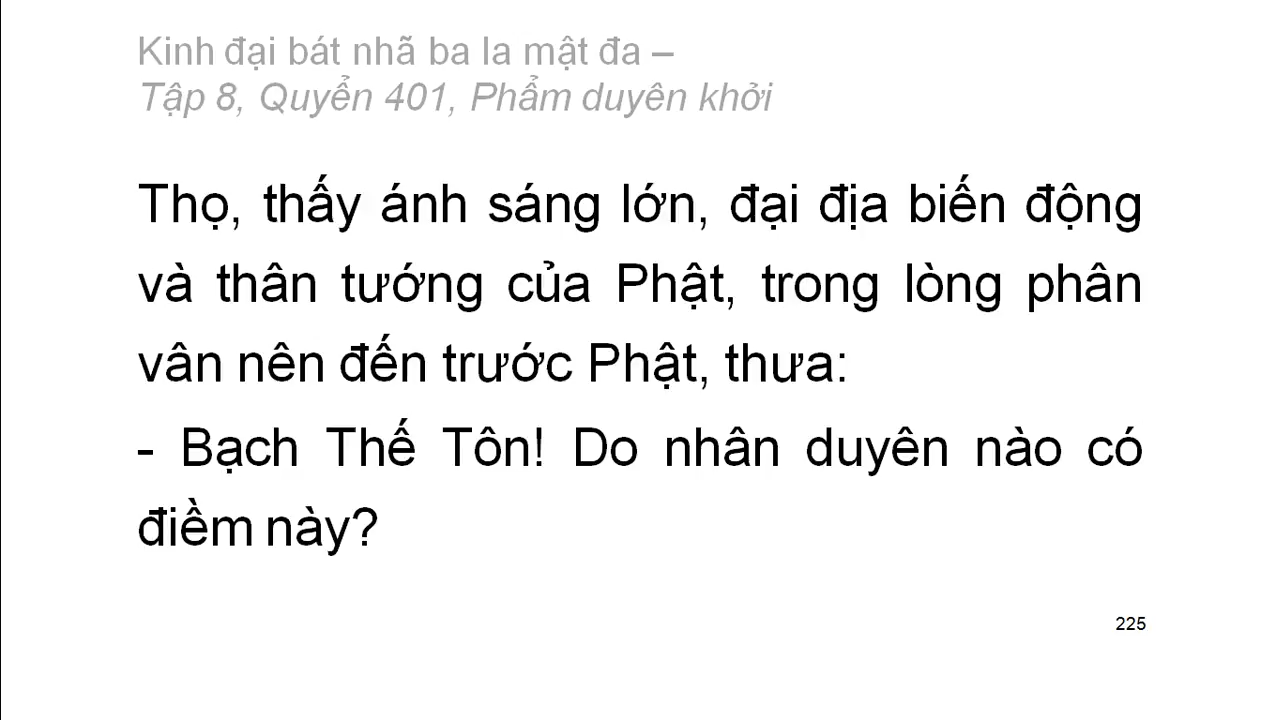 Kinh đại bát nhã ba la mật đa –
Tập 8, Quyển 401, Phẩm duyên khởi
Thọ, thấy ánh sáng lớn, đại địa biến động
và thân tướng của Phật, trong lòng phân
vân nên đến trước Phật, thưa:
- Bạch Thế Tôn! Do nhân duyên nào có
điềm này?
225